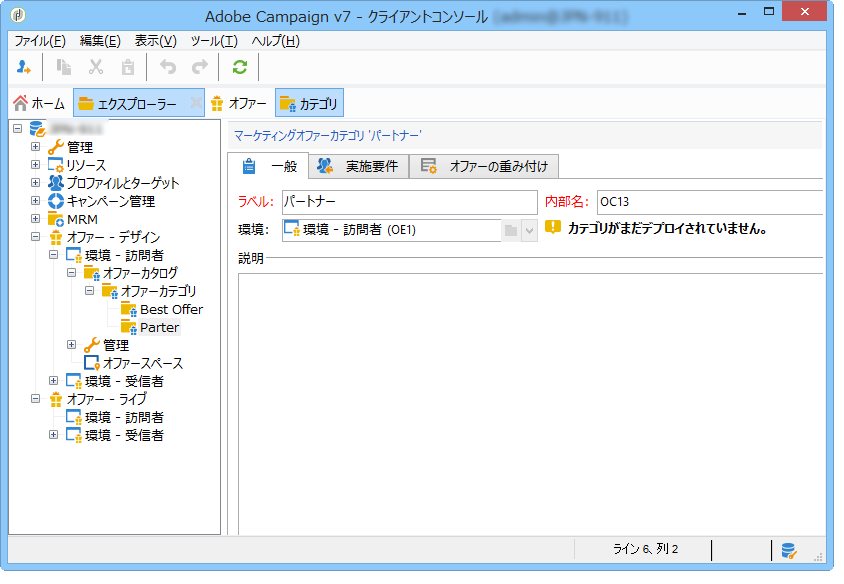 Adobe Campaign v7 - クライアントコンソール
ファイル(F) 編集(E) 表示(V) ツール(T) ヘルプ(H)
ホーム エクスプローラー オファー カテゴリ
管理
リソース
プロファイルとターゲット
キャンペーン管理
MRM
オファー - デザイン
環境 - 訪問者
オファーカタログ
オファーカテゴリ
Best Offer
Parter
管理
オファースペース
環境 - 受信者
オファー - ライブ
環境 - 訪問者
環境 - 受信者
マーケティングオファーカテゴリ 'パートナー'
一般 実施要件 オファーの重み付け
ラベル: パートナー 内部名: OC13
環境: 環境 - 訪問者 (OE1) カテゴリがまだデプロイされていません。
説明
ライン 6、列 2